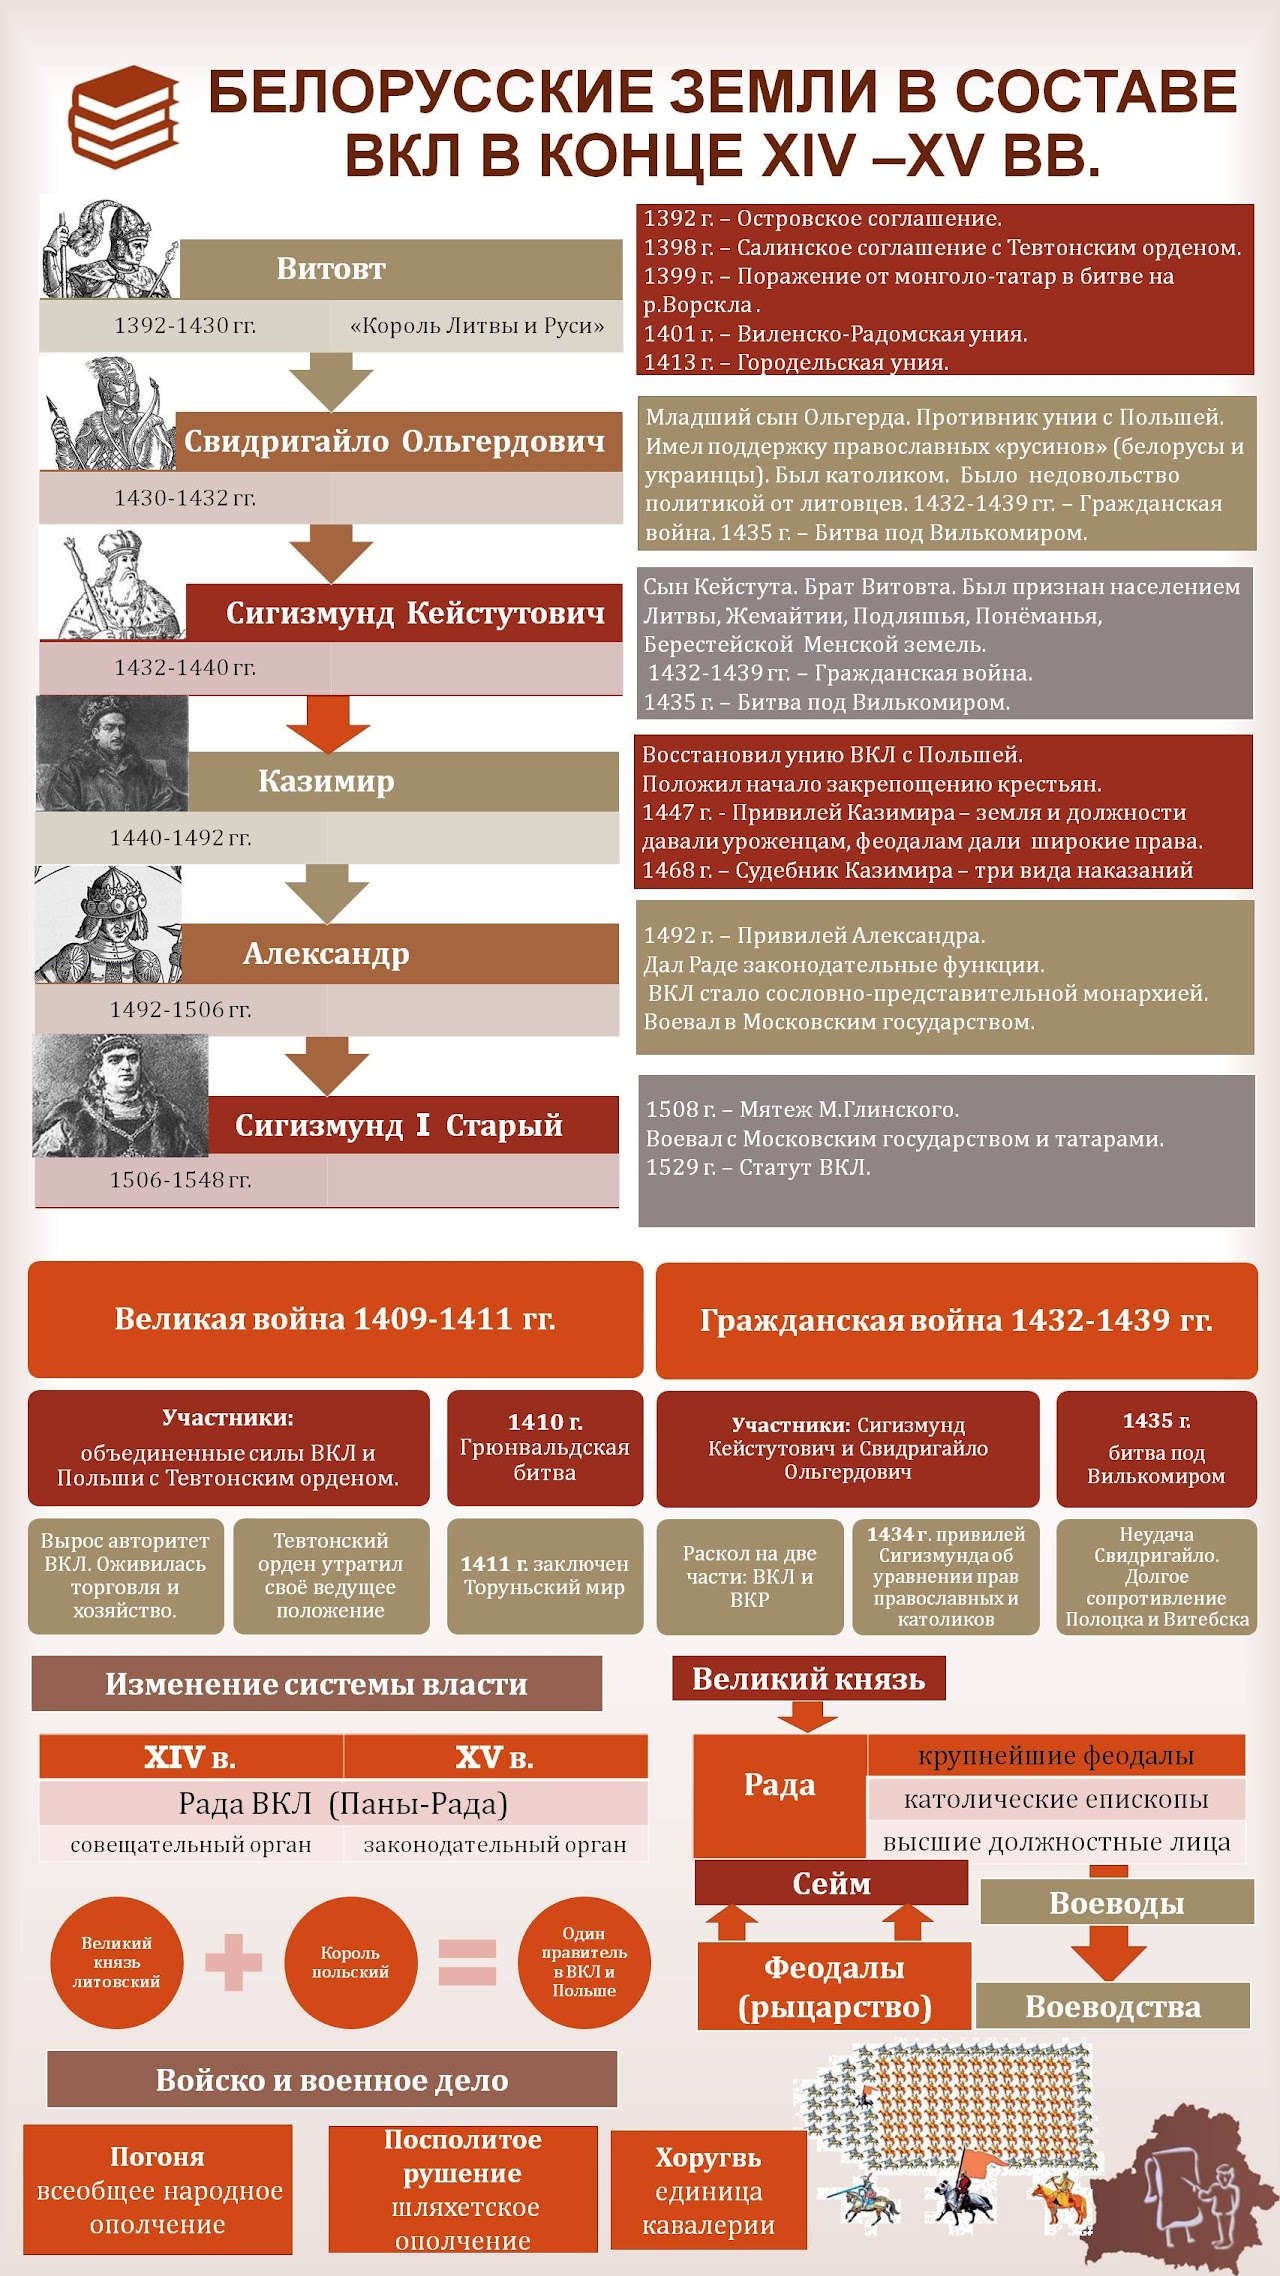 БЕЛОРУССКИЕ ЗЕМЛИ В СОСТАВЕ
ВКЛ В КОНЦЕ XIV –XV ВВ.
Витовт
1392-1430 гг.
«Король Литвы и Руси»
1392 г. – Островское соглашение.
1398 г. – Салинское соглашение с Тевтонским орденом.
1399 г. – Поражение от монголо-татар в битве на
р.Ворскла .
1401 г. – Виленско-Радомская уния.
1413 г. – Городельская уния.
Свидригайло Ольгердович
1430-1432 гг.
Младший сын Ольгерда. Противник унии с Польшей.
Имел поддержку православных «русинов» (белорусы и
украинцы). Был католиком. Было недовольство
политикой от литовцев. 1432-1439 гг. – Гражданская
война. 1435 г. – Битва под Вилькомиром.
Сигизмунд Кейстутович
1432-1440 гг.
Сын Кейстута. Брат Витовта. Был признан населением
Литвы, Жемайтии, Подляшья, Понёманья,
Берестейской Менской земель.
1432-1439 гг. – Гражданская война.
1435 г. – Битва под Вилькомиром.
Казимир
1440-1492 гг.
Восстановил унию ВКЛ с Польшей.
Положил начало закрепощению крестьян.
1447 г. - Привилей Казимира – земля и должности
давали уроженцам, феодалам дали широкие права.
1468 г. – Судебник Казимира – три вида наказаний
Александр
1492-1506 гг.
1492 г. – Привилей Александра.
Дал Раде законодательные функции.
ВКЛ стало сословно-представительной монархией.
Воевал в Московским государством.
Сигизмунд I Старый
1506-1548 гг.
1508 г. – Мятеж М.Глинского.
Воевал с Московским государством и татарами.
1529 г. – Статут ВКЛ.
Великая война 1409-1411 гг.
Участники:
объединенные силы ВКЛ и
Польши с Тевтонским орденом.
1410 г.
Грюнвальдская
битва
Вырос авторитет
ВКЛ. Оживилась
торговля и
хозяйство.
Тевтонский
орден утратил
своё ведущее
положение
1411 г. заключен
Торуньский мир
Гражданская война 1432-1439 гг.
Участники: Сигизмунд
Кейстутович и Свидригайло
Ольгердович
1435 г.
битва под
Вилькомиром
Раскол на две
части: ВКЛ и
ВКР
1434 г. привилей
Сигизмунда об
уравнении прав
православных и
католиков
Неудача
Свидригайло.
Долгое
сопротивление
Полоцка и Витебска
Изменение системы власти
XIV в.
XV в.
Рада ВКЛ (Паны-Рада)
совещательный орган
законодательный орган
Великий князь литовский
Король польский
Один правитель в ВКЛ и Польше
Великий князь
Рада
крупнейшие феодалы
католические епископы
высшие должностные лица
Сейм
Воеводы
Феодалы
(рыцарство)
Воеводства
Войско и военное дело
Погоня
всеобщее народное
ополчение
Посполитое
рушение
шляхетское
ополчение
Хоругвь
единица
кавалерии